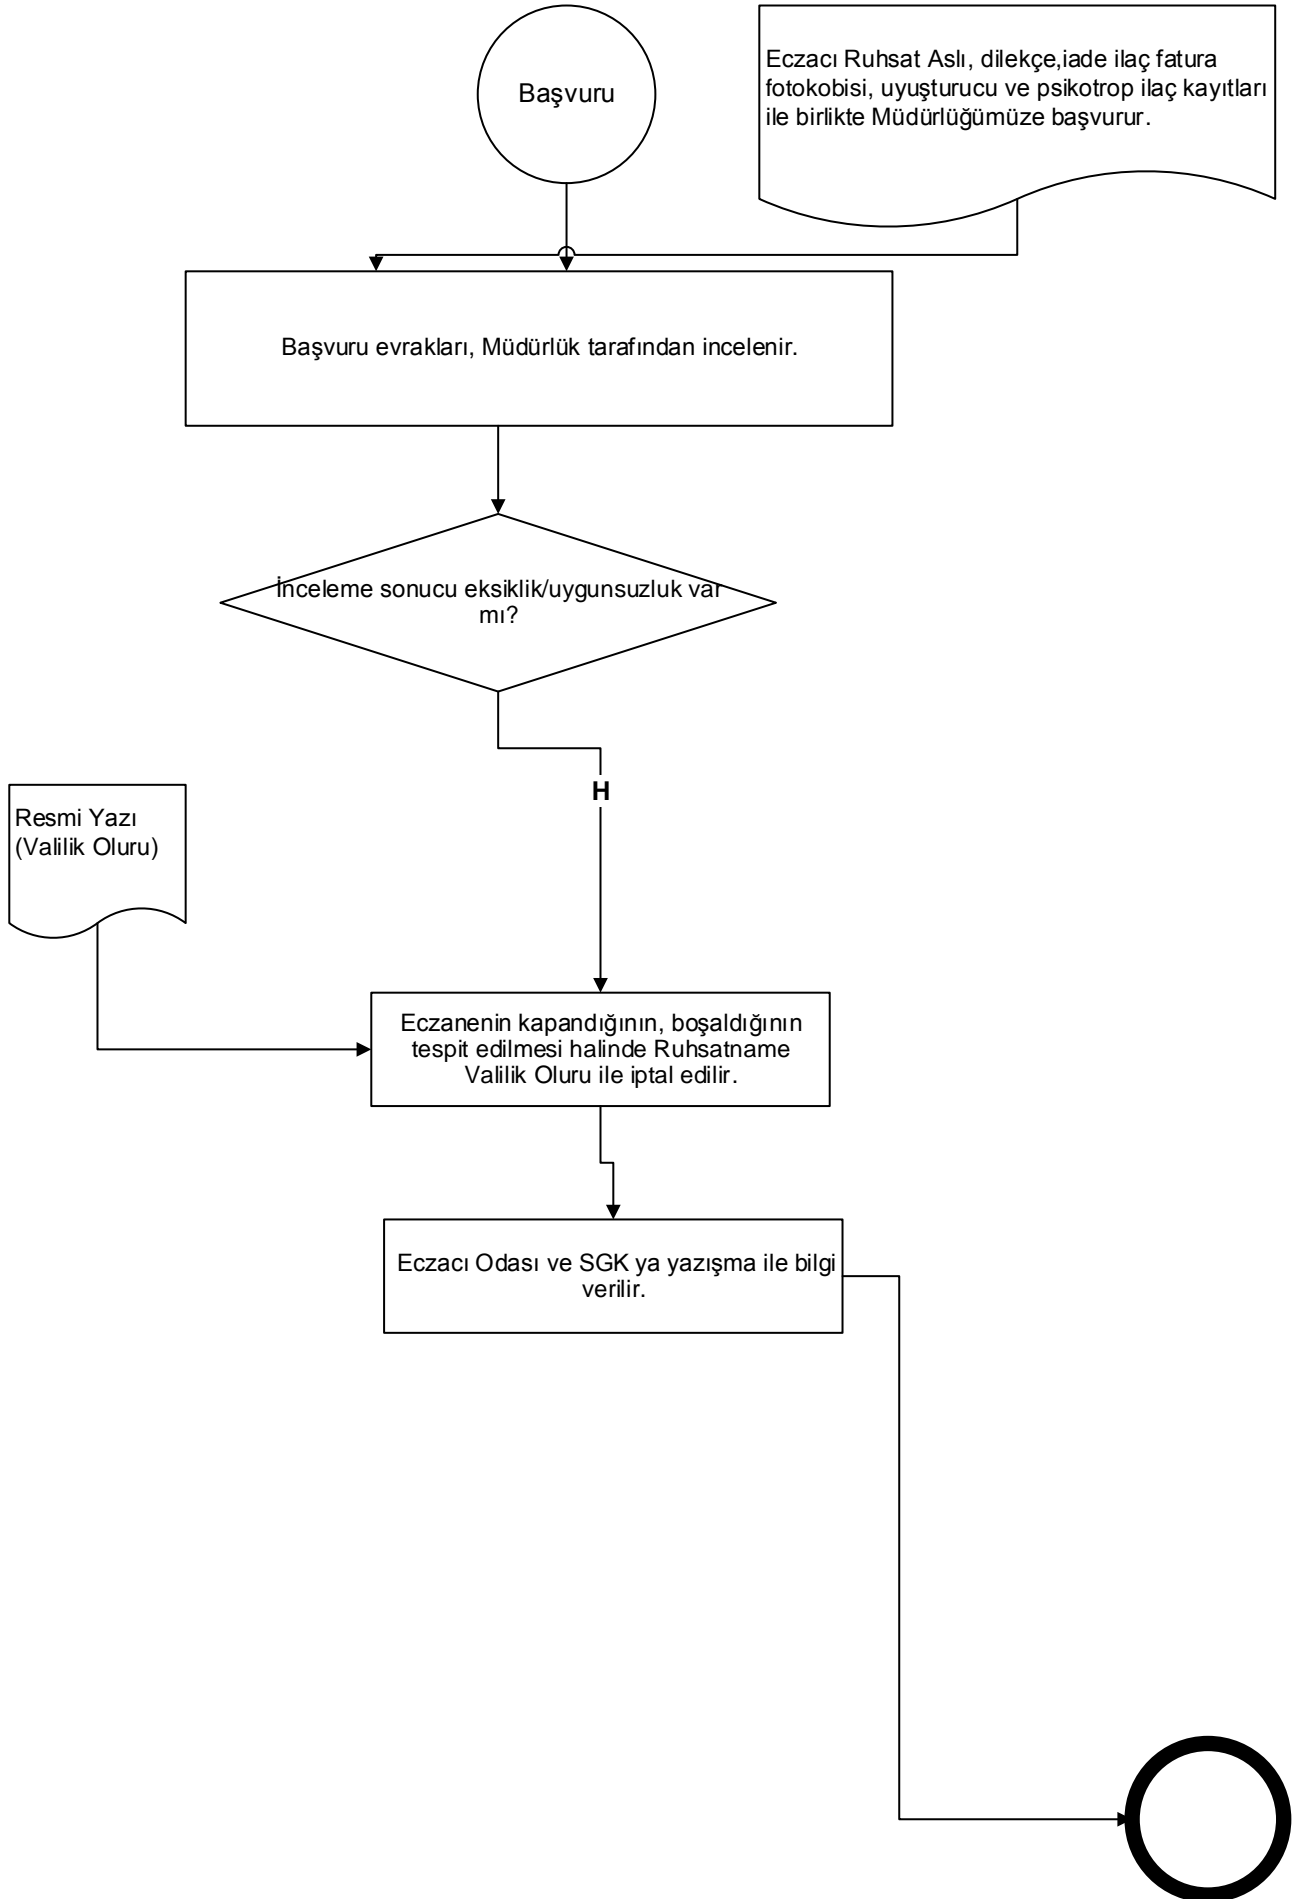 Başvuru
Eczacı Ruhsat Aslı, dilekçe,iade ilaç fatura
fotokobisi, uyuşturucu ve psikotrop ilaç kayıtları
ile birlikte Müdürlüğümüze başvurur.
Başvuru evrakları, Müdürlük tarafından incelenir.
İnceleme sonucu eksiklik/uygunsuzluk var
mı?
H
Resmi Yazı
(Valilik Oluru)
Eczanenin kapandığının, boşaldığının
tespit edilmesi halinde Ruhsatname
Valilik Oluru ile iptal edilir.
Eczacı Odası ve SGK ya yazışma ile bilgi
verilir.